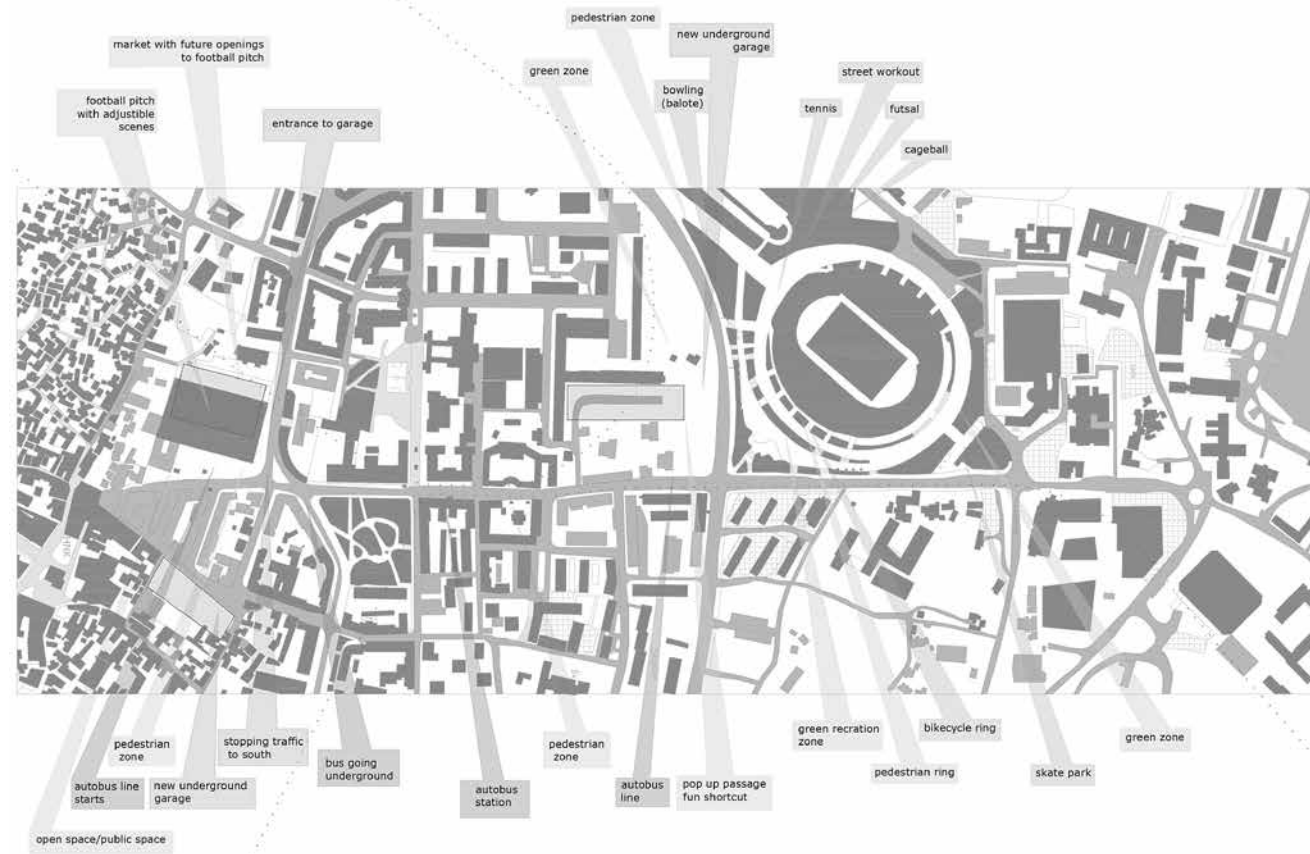 pedestrian zone
new underground
garage
market with future openings
to football pitch
green zone
street workout
bowling
(balote)
football pitch
with adjustible
scenes
tennis
futsal
entrance to garage
cageball
HNK
pedestrian
zone
stopping traffic
to south
bus going
underground
pedestrian
zone
green recration
zone
bikecycle ring
green zone
autobus line
starts
new underground
garage
autobus
station
autobus
line
pop up passage
fun shortcut
pedestrian ring
skate park
open space/public space